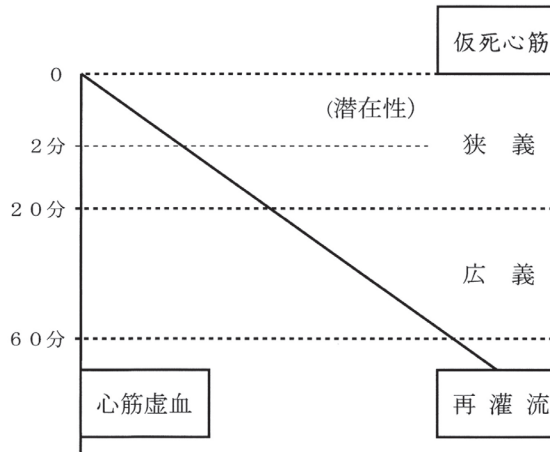 仮死心筋
0
(潜在性)
2分
狭 義
20分
広 義
60分
心筋虚血
再 灌 流